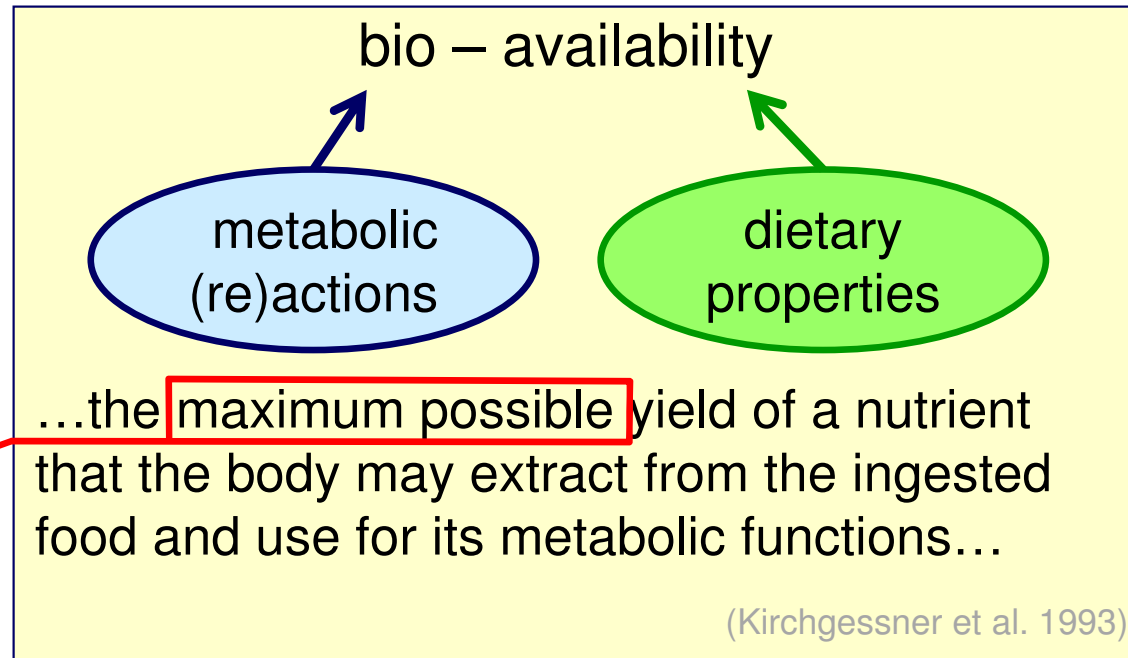 bio – availability
metabolic
(re)actions
dietary
properties
…the maximum possible yield of a nutrient
that the body may extract from the ingested
food and use for its metabolic functions…
(Kirchgessner et al. 1993)